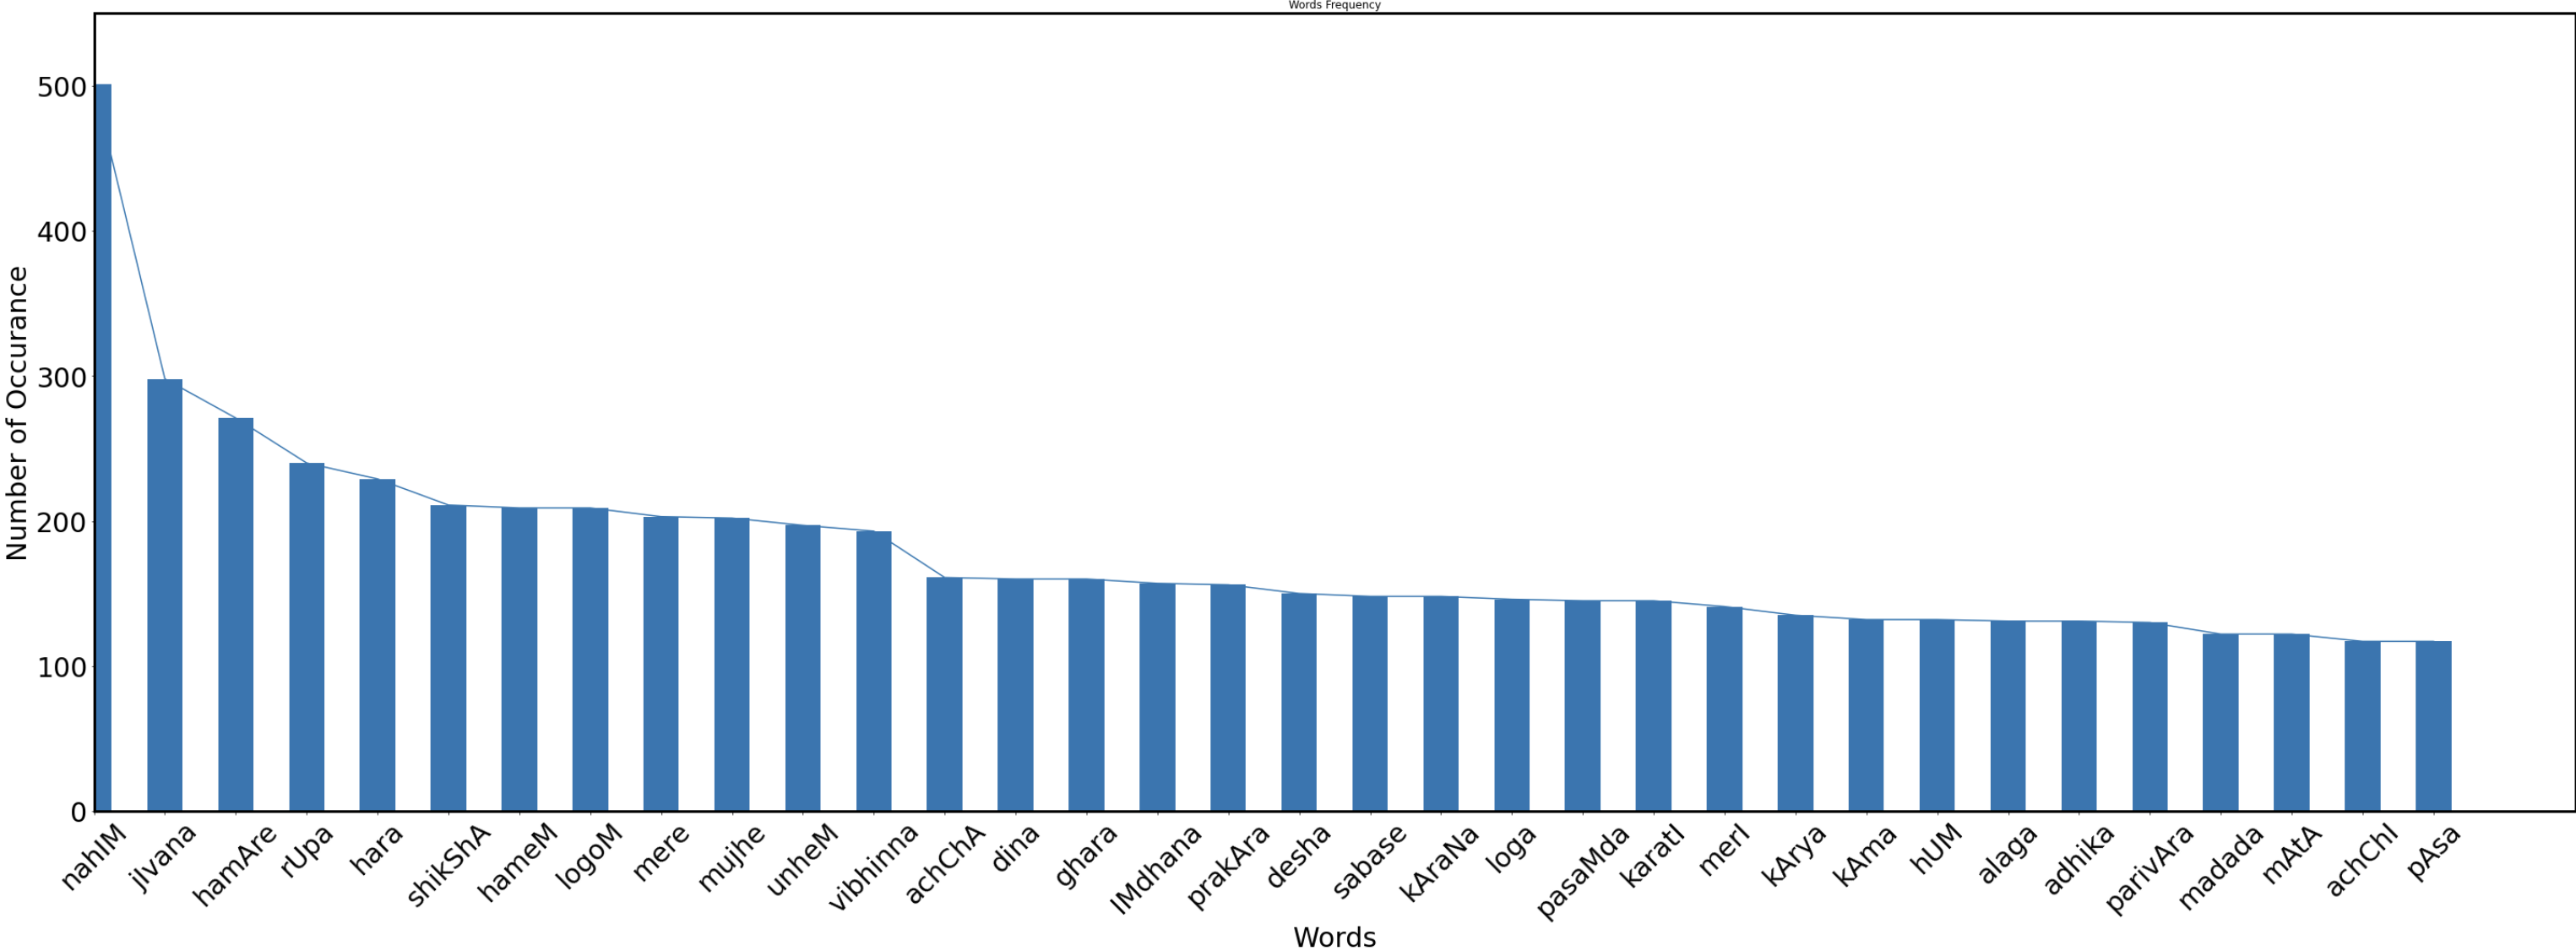 Words Frequency
500
400
300
200
100
0
Number of Occurance
nahIM jIvana hamAre rUpa hara shikShA hameM logoM mere mujhe unheM vibhinna achChA dina ghara IMdhana prakAra desha sabase kAraNa loga pasaMda karatI merI kArya kAma hUM alaga adhika parivAra madada mAtA achChI pAsa
Words